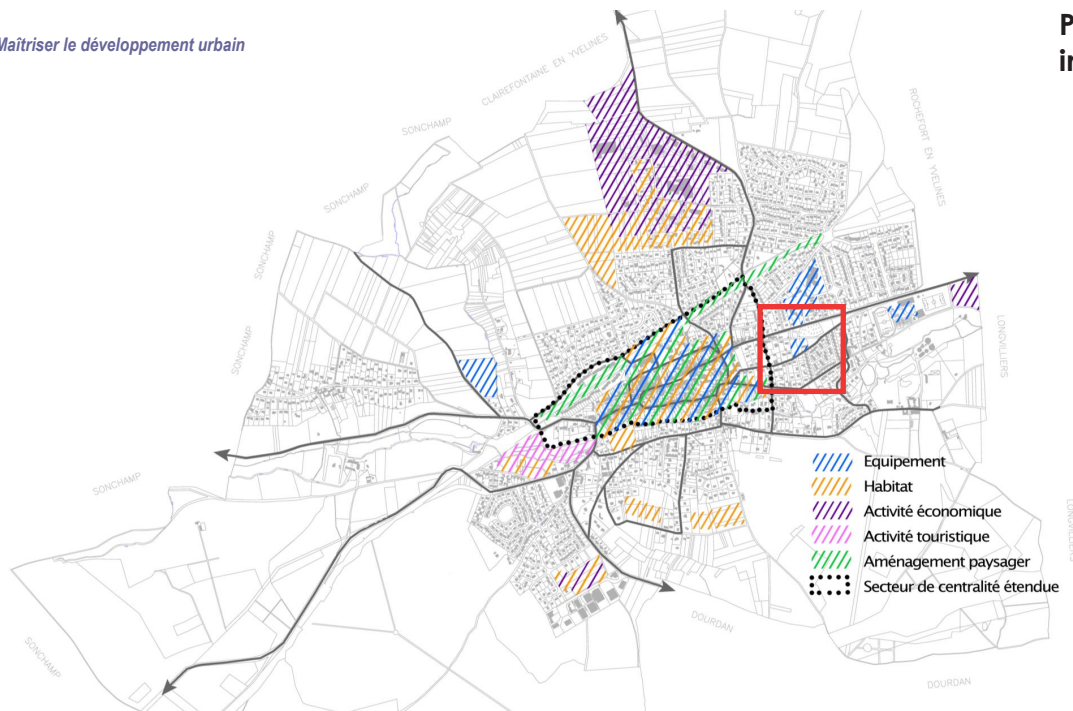 Maîtriser le développement urbain
P
in
CLAIREFONTAINE EN YVELINES
SONCHAMP
ROCHEFORT EN YVELINES
SONCHAMP
SONCHAMP
SONCHAMP
LONGVILLIERS
SONCHAMP
Equipement
Habitat
Activité économique
Activité touristique
Aménagement paysager
Secteur de centralité étendue
LONGVILLIERS
DOURDAN
SONCHAMP
DOURDAN